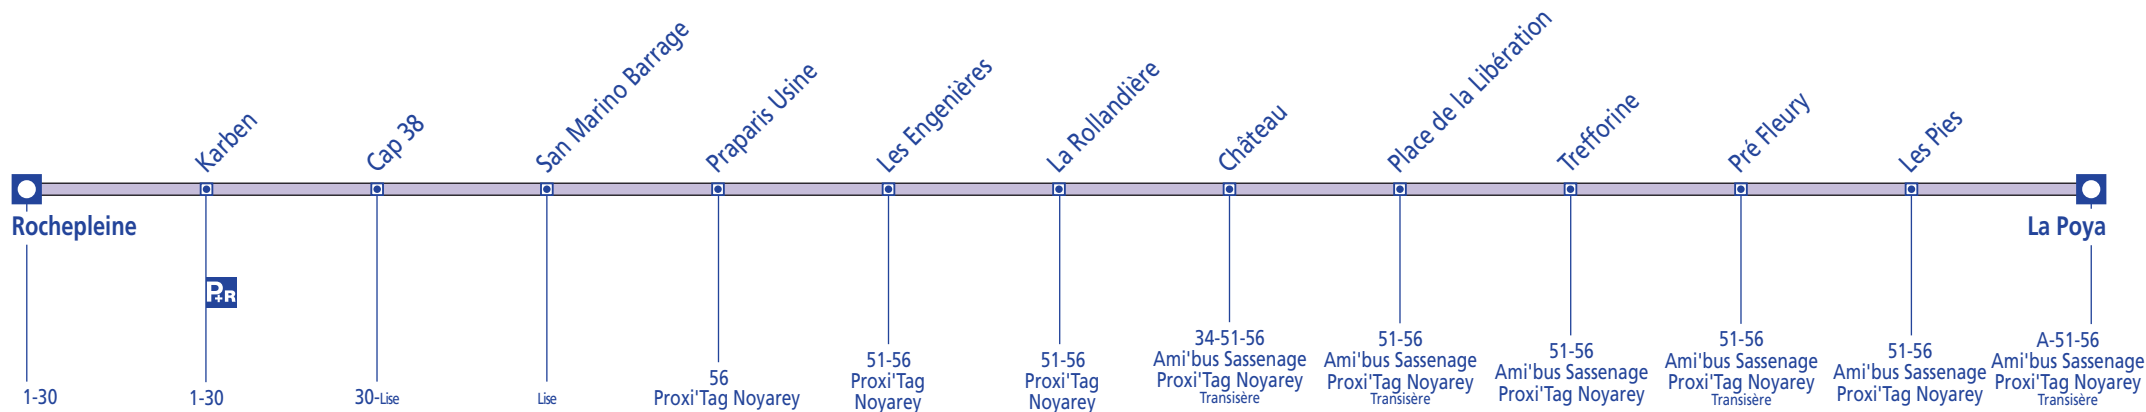 Rochepleine
Karben
Cap 38
San Marino Barrage
Praparis Usine
Les Engenières
La Rollandière
Château
Place de la Libération
Trefforine
Pré Fleury
Les Pies
La Poya
P+R
1-30
1-30
30-Lise
Lise
56
Proxi'Tag Noyarey
51-56
Proxi'Tag
Noyarey
51-56
Proxi'Tag
Noyarey
34-51-56
Ami'bus Sassenage
Proxi'Tag Noyarey
Transisère
51-56
Ami'bus Sassenage
Proxi'Tag Noyarey
Transisère
51-56
Ami'bus Sassenage
Proxi'Tag Noyarey
51-56
Ami'bus Sassenage
Proxi'Tag Noyarey
Transisère
51-56
Ami'bus Sassenage
Proxi'Tag Noyarey
A-51-56
Ami'bus Sassenage
Proxi'Tag Noyarey
Transisère